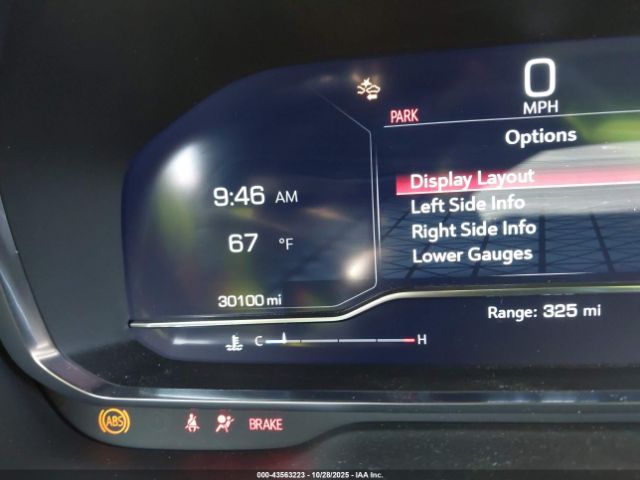 0
MPH
PARK
Options
Display Layout
Left Side Info
Right Side Info
Lower Gauges
9:46 AM
67 °F
30100 mi
Range: 325 mi
C H
ABS BRAKE
000-43563223 - 10/28/2025 - IAA Inc.